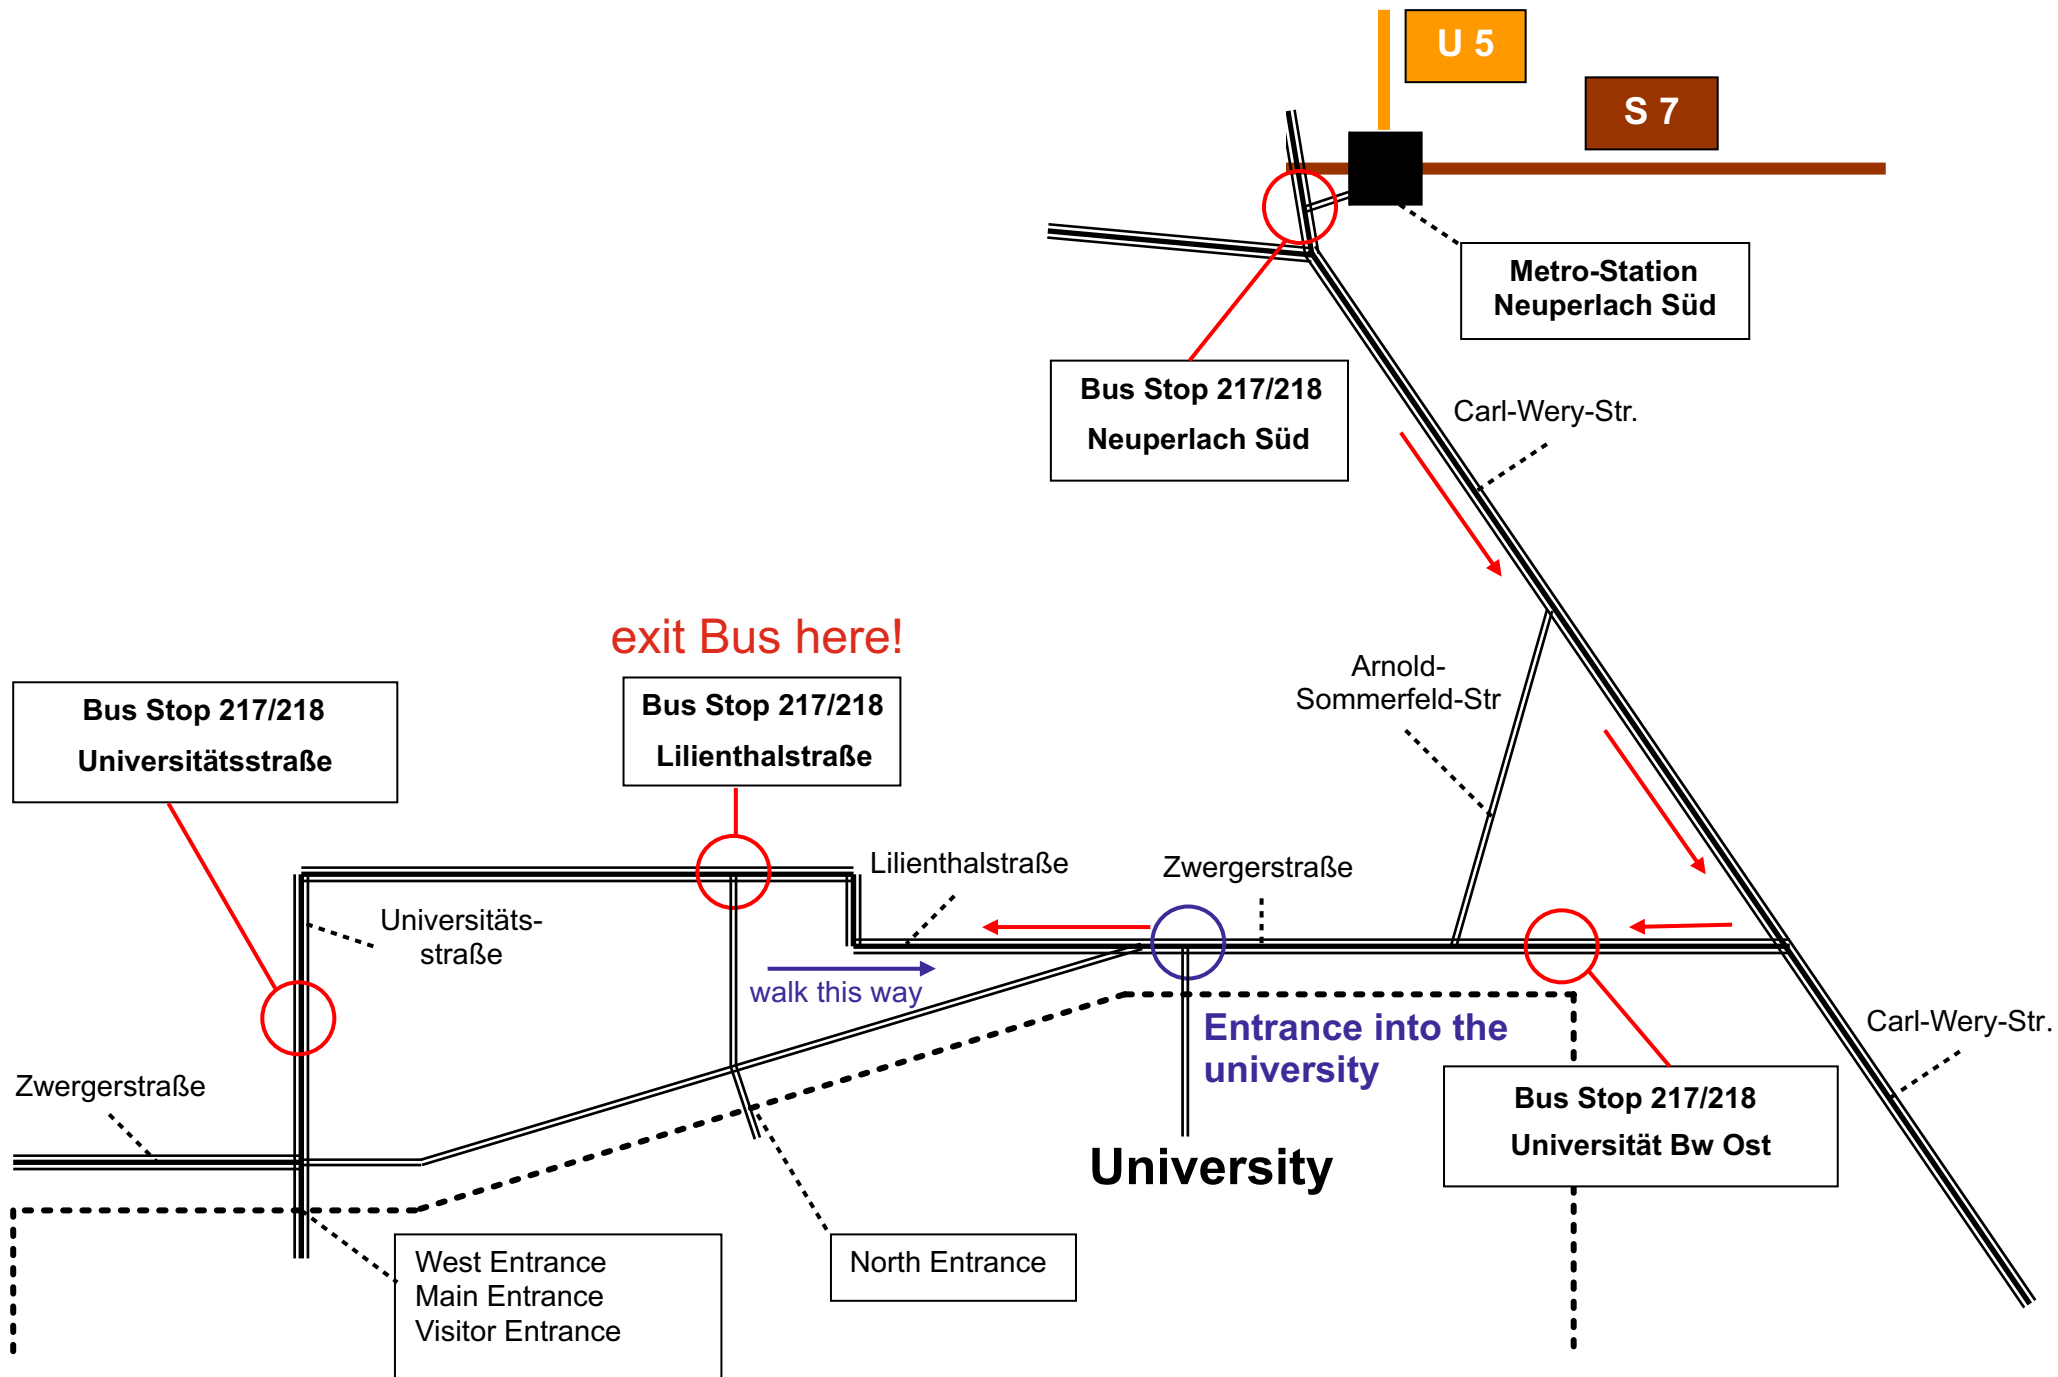 U 5
S 7
Metro-Station
Neuperlach Süd
Bus Stop 217/218
Neuperlach Süd
Carl-Wery-Str.
exit Bus here!
Arnold-
Sommerfeld-Str
Bus Stop 217/218
Universitätsstraße
Bus Stop 217/218
Lilienthalstraße
Lilienthalstraße
Zwergerstraße
Universitäts-
straße
walk this way
Entrance into the
university
Carl-Wery-Str.
Zwergerstraße
Bus Stop 217/218
Universität Bw Ost
University
West Entrance
Main Entrance
Visitor Entrance
North Entrance